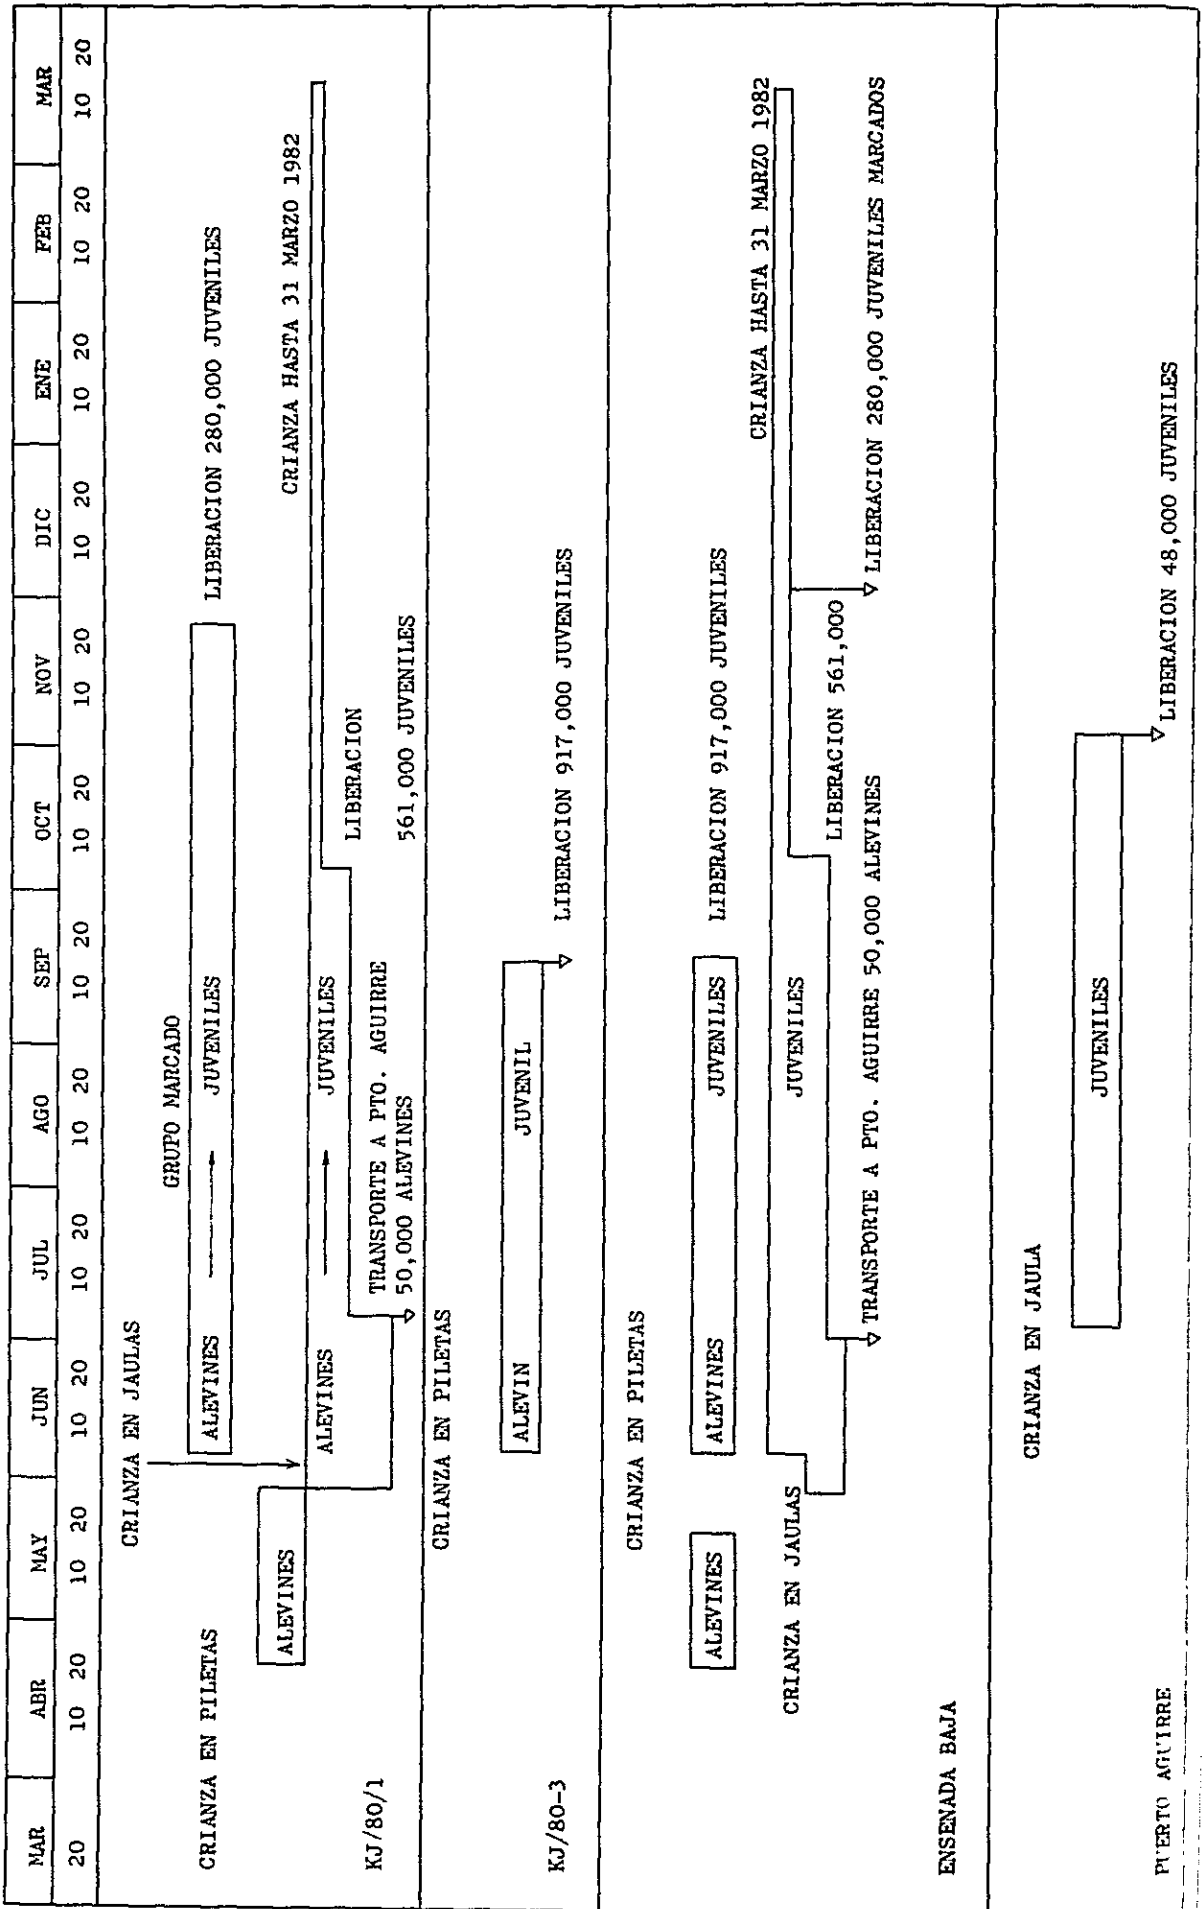 MAR ABR MAY JUN JUL AGO SEP OCT NOV DIC ENE FEB MAR
20 10 20 10 20 10 20 10 20 10 20 10 20 10 20 10 20 10 20 10 20 10 20 10 20
CRIANZA EN JAULAS
GRUPO MARCADO
CRIANZA EN PILETAS
ALEVINES JUVENILES LIBERACION 280,000 JUVENILES
ALEVINES
CRIANZA HASTA 31 MARZO 1982
ALEVINES JUVENILES
LIBERACION
561,000 JUVENILES
TRANSPORTE A PTO. AGUIRRE
50,000 ALEVINES
KJ/80/1
CRIANZA EN PILETAS
ALEVIN JUVENIL
LIBERACION 917,000 JUVENILES
KJ/80-3
CRIANZA EN PILETAS
ALEVINES ALEVINES JUVENILES LIBERACION 917,000 JUVENILES
CRIANZA HASTA 31 MARZO 1982
CRIANZA EN JAULAS
JUVENILES
LIBERACION 561,000
TRANSPORTE A PTO. AGUIRRE 50,000 ALEVINES
LIBERACION 280,000 JUVENILES MARCADOS
ENSENADA BAJA
CRIANZA EN JAULA
JUVENILES
LIBERACION 48,000 JUVENILES
PUERTO AGUIRRE